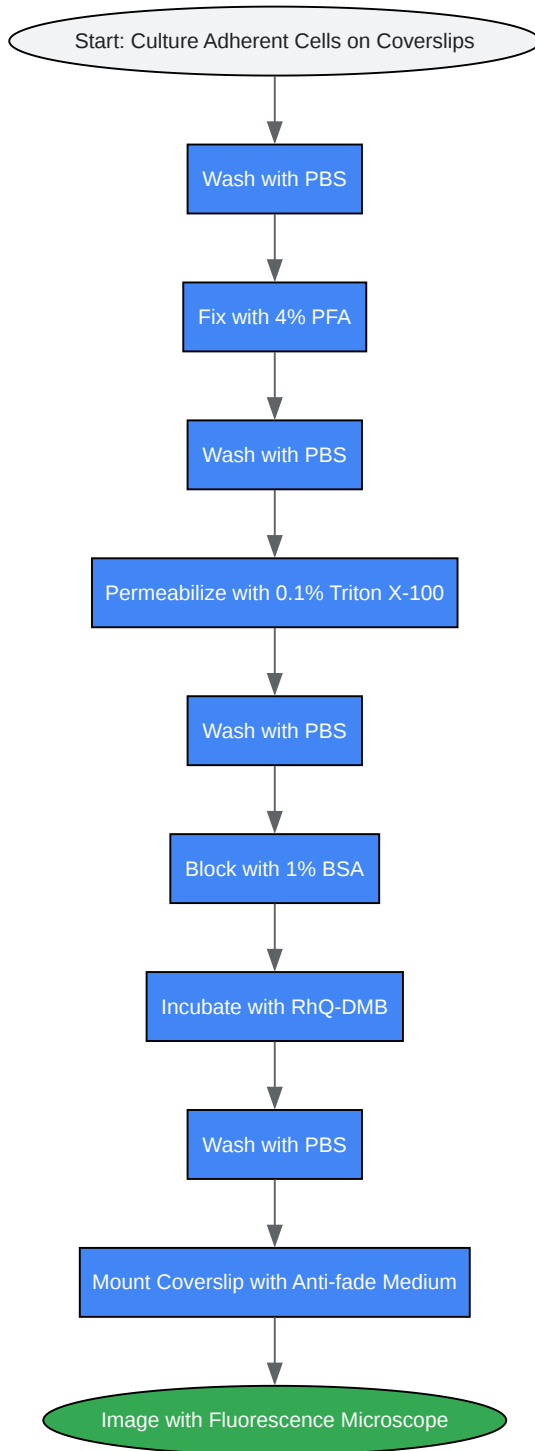 Start: Culture Adherent Cells on Coverslips
Wash with PBS
Fix with 4% PFA
Wash with PBS
Permeabilize with 0.1% Triton X-100
Wash with PBS
Block with 1% BSA
Incubate with RhQ-DMB
Wash with PBS
Mount Coverslip with Anti-fade Medium
Image with Fluorescence Microscope